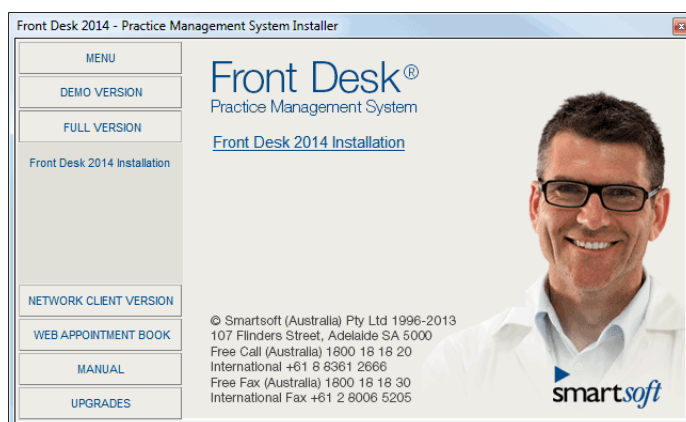 Front Desk 2014 - Practice Management System Installer
MENU
DEMO VERSION
FULL VERSION
Front Desk 2014 Installation
NETWORK CLIENT VERSION
WEB APPOINTMENT BOOK
MANUAL
UPGRADES
Front Desk®
Practice Management System
Front Desk 2014 Installation
© Smartsoft (Australia) Pty Ltd 1996-2013
107 Flinders Street, Adelaide SA 5000
Free Call (Australia) 1800 18 18 20
International +61 8 8361 2666
Free Fax (Australia) 1800 18 18 30
International Fax +61 2 8006 5205
smartsoft